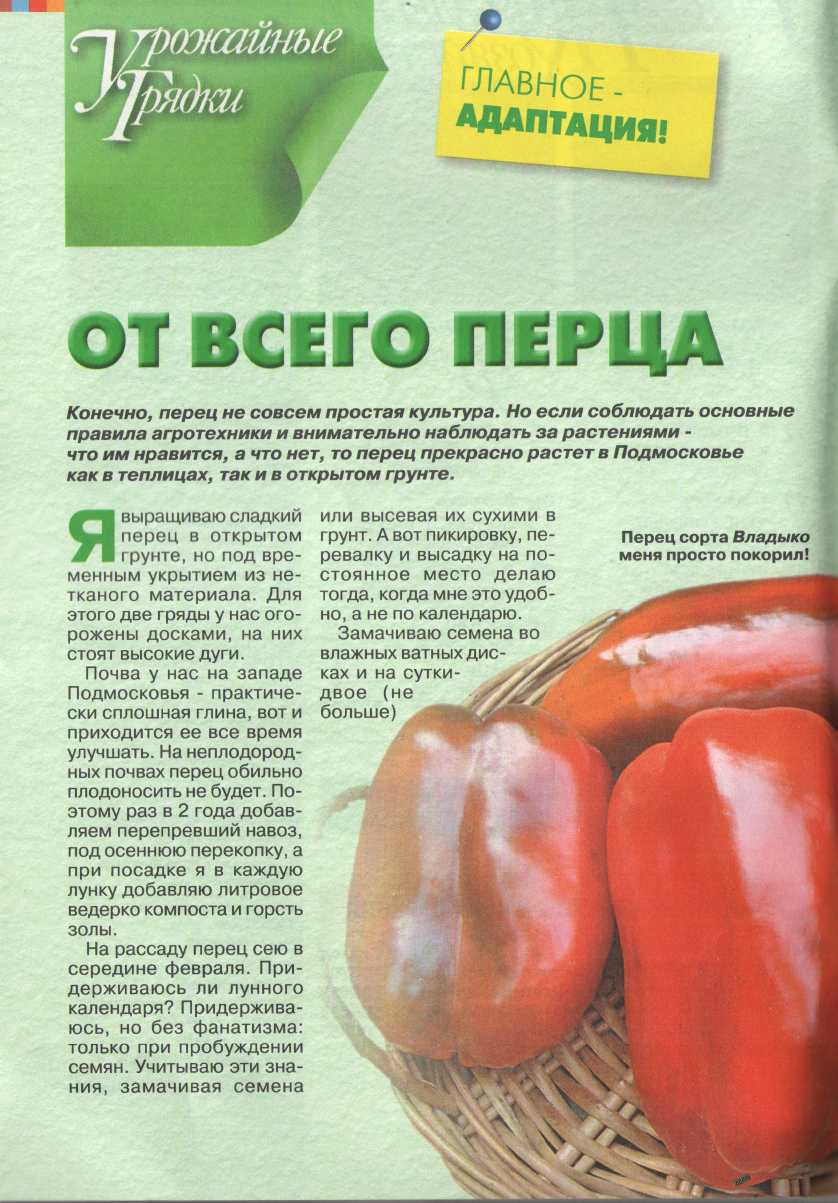 Урожайные
Грядки
ГЛАВНОЕ -
АДАПТАЦИЯ!
ОТ ВСЕГО ПЕРЦА
Конечно, перец не совсем простая культура. Но если соблюдать основные
правила агротехники и внимательно наблюдать за растениями -
что им нравится, а что нет, то перец прекрасно растет в Подмосковье
как в теплицах, так и в открытом грунте.
Я выращиваю сладкий
перец в открытом
грунте, но под вре-
менным укрытием из не-
тканого материала. Для
этого две гряды у нас ого-
рожены досками, на них
стоят высокие дуги.
Почва у нас на западе
Подмосковья - практиче-
ски сплошная глина, вот и
приходится ее все время
улучшать. На неплодород-
ных почвах перец обильно
плодоносить не будет. По-
этому раз в 2 года добав-
ляем перепревший навоз,
под осеннюю перекопку, а
при посадке я в каждую
лунку добавляю литровое
ведерко компоста и горсть
золы.
На рассаду перец сею в
середине февраля. При-
держиваюсь ли лунного
календаря? Придержива-
юсь, но без фанатизма:
только при пробуждении
семян. Учитываю эти зна-
ния, замачивая семена
или высевая их сухими в
грунт. А вот пикировку, пе-
ревалку и высадку на по-
стоянное место делаю
тогда, когда мне это удоб-
но, а не по календарю.
Замачиваю семена во
влажных ватных дис-
ках и на сутки-
двое (не
больше)
Перец сорта Владыко
меня просто покорил!